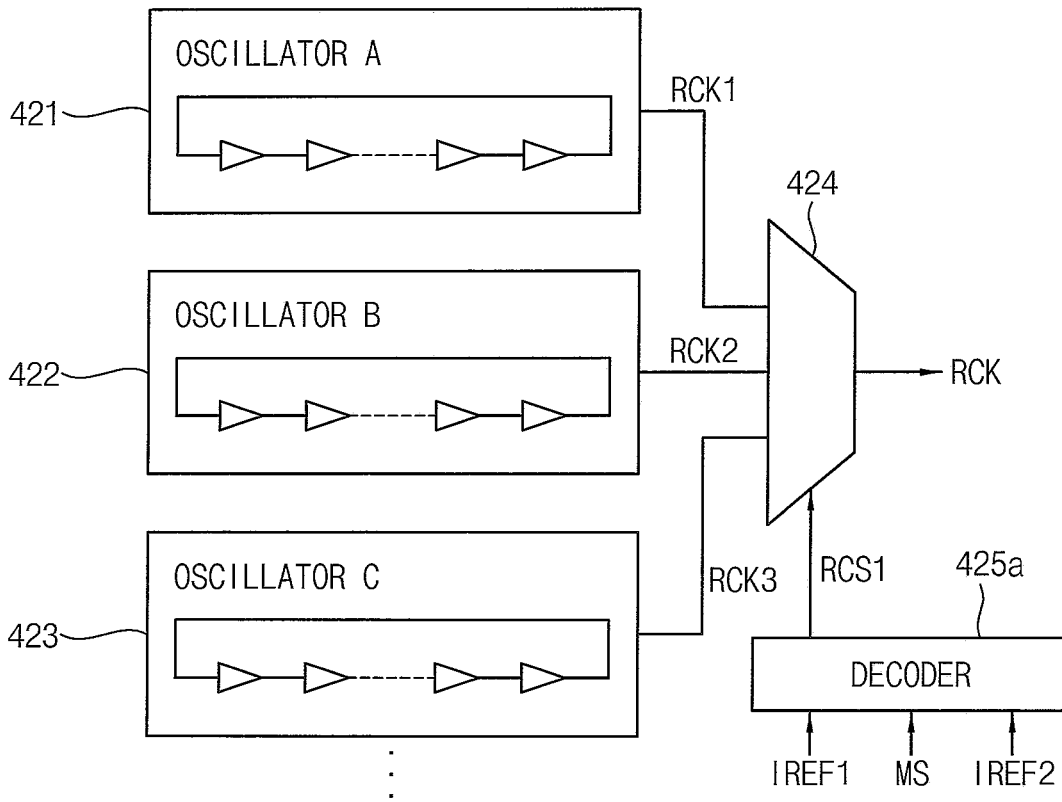 OSCILLATOR A
421
RCK1
424
OSCILLATOR B
422
RCK2
RCK
OSCILLATOR C
423
RCK3
RCS1
425a
DECODER
IREF1
MS
IREF2